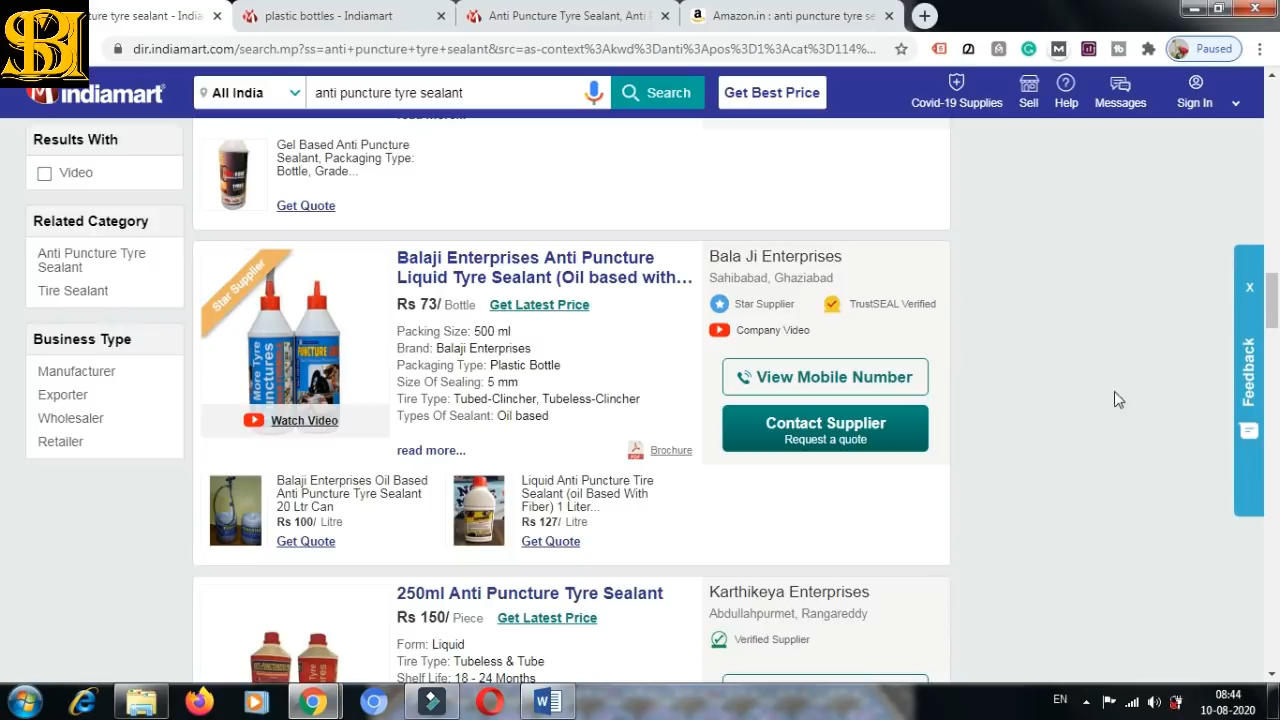 tyre sealant - India
plastic bottles - Indiamart
Anti Puncture Tyre Sealant, Anti
Amazon.in : anti puncture tyre se
SBI
dir.indiamart.com/search.mp?ss=anti+puncture+tyre+sealant&src=as-context%3Akwd%3Danti%3Apos%3D1%3Acat%3D114%...
Paused
indiamart
All India
anti puncture tyre sealant
Search
Get Best Price
Covid-19 Supplies
Sell
Help
Messages
Sign In
Results With
Video
Related Category
Anti Puncture Tyre
Sealant
Tire Sealant
Business Type
Manufacturer
Exporter
Wholesaler
Retailer
read more...
Gel Based Anti Puncture
Sealant, Packaging Type:
Bottle, Grade...
Get Quote
Star Supplier
More Tyre
Punctures
PUNCTURE
Watch Video
Balaji Enterprises Anti Puncture
Liquid Tyre Sealant (Oil based with...
Rs 73/ Bottle Get Latest Price
Packing Size: 500 ml
Brand: Balaji Enterprises
Packaging Type: Plastic Bottle
Size Of Sealing: 5 mm
Tire Type: Tubed-Clincher, Tubeless-Clincher
Types Of Sealant: Oil based
read more...
Brochure
Bala Ji Enterprises
Sahibabad, Ghaziabad
Star Supplier
TrustSEAL Verified
Company Video
View Mobile Number
Contact Supplier
Request a quote
Balaji Enterprises Oil Based
Anti Puncture Tyre Sealant
20 Ltr Can
Rs 100/ Litre
Get Quote
Liquid Anti Puncture Tire
Sealant (oil Based With
Fiber) 1 Liter...
Rs 127/ Litre
Get Quote
250ml Anti Puncture Tyre Sealant
Rs 150/ Piece Get Latest Price
Form: Liquid
Tire Type: Tubeless & Tube
Shelf Life: 18 - 24 Months
Karthikeya Enterprises
Abdullahpurmet, Rangareddy
Verified Supplier
x
Feedback
EN
08:44
10-08-2020